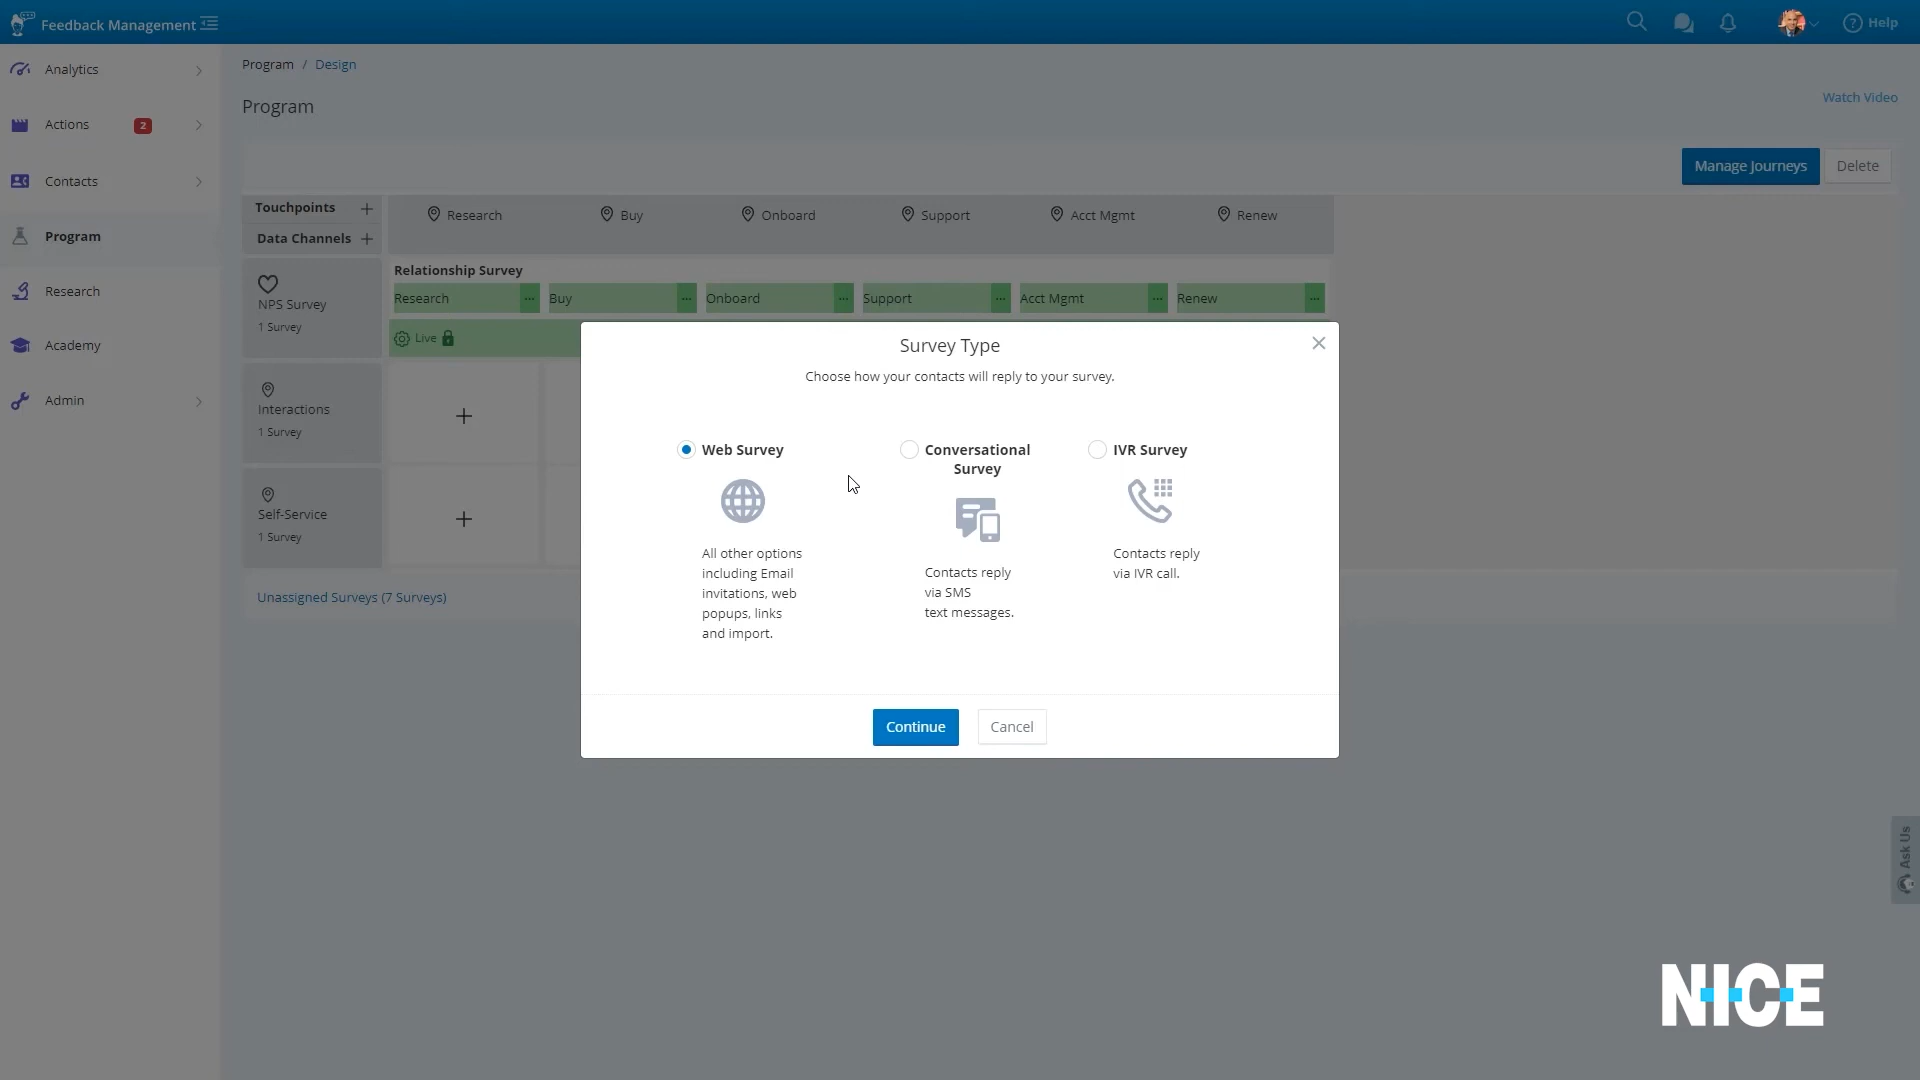 Feedback Management
Help
Analytics
Actions
2
Contacts
Program
Research
Academy
Admin
Program / Design
Program
Watch Video
Manage Journeys
Delete
Touchpoints +
Data Channels +
Research
Buy
Onboard
Support
Acct Mgmt
Renew
NPS Survey
1 Survey
Relationship Survey
Research ...
Buy ...
Onboard ...
Support ...
Acct Mgmt ...
Renew ...
Live
Interactions
1 Survey
+
Self-Service
1 Survey
+
Unassigned Surveys (7 Surveys)
Survey Type
Choose how your contacts will reply to your survey.
Web Survey
All other options
including Email
invitations, web
popups, links
and import.
Conversational
Survey
Contacts reply
via SMS
text messages.
IVR Survey
Contacts reply
via IVR call.
Continue
Cancel
Ask Us
NICE